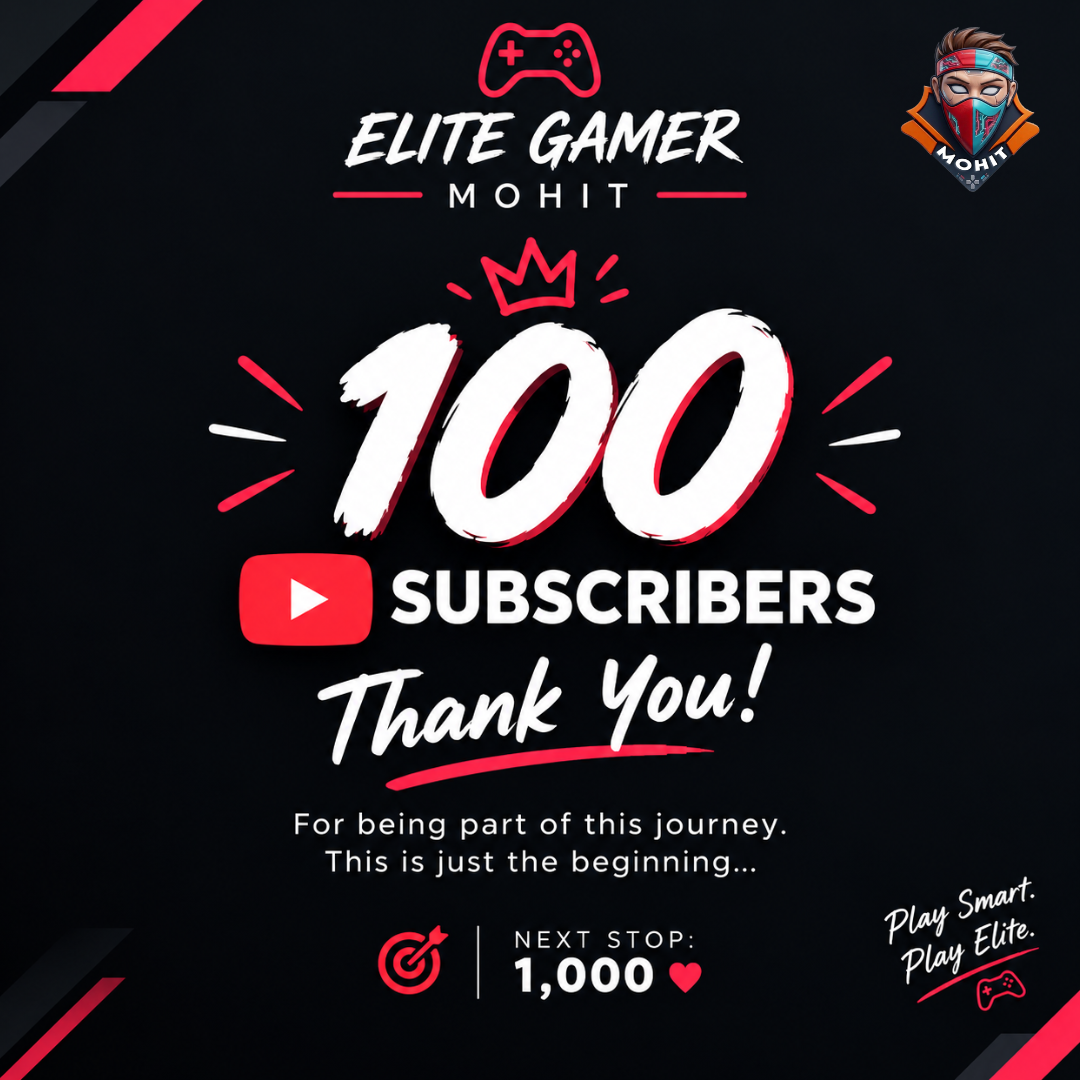 ELITE GAMER
MOHIT
MOHIT
100
SUBSCRIBERS
Thank You!
For being part of this journey.
This is just the beginning...
NEXT STOP:
1,000
Play Smart.
Play Elite.